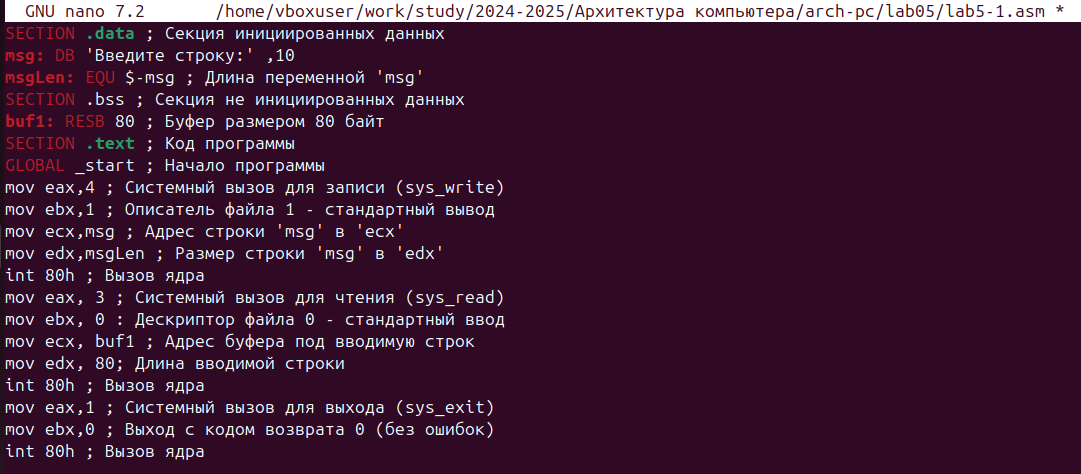 GNU nano 7.2 /home/vboxuser/work/study/2024-2025/Архитектура компьютера/arch-pc/lab05/lab5-1.asm *
SECTION .data ; Секция инициированных данных
msg: DB 'Введите строку:' ,10
msgLen: EQU $-msg ; Длина переменной 'msg'
SECTION .bss ; Секция не инициированных данных
buf1: RESB 80 ; Буфер размером 80 байт
SECTION .text ; Код программы
GLOBAL _start ; Начало программы
mov eax,4 ; Системный вызов для записи (sys_write)
mov ebx,1 ; Описатель файла 1 - стандартный вывод
mov ecx,msg ; Адрес строки 'msg' в 'ecx'
mov edx,msgLen ; Размер строки 'msg' в 'edx'
int 80h ; Вызов ядра
mov eax, 3 ; Системный вызов для чтения (sys_read)
mov ebx, 0 : Дескриптор файла 0 - стандартный ввод
mov ecx, buf1 ; Адрес буфера под вводимую строк
mov edx, 80; Длина вводимой строки
int 80h ; Вызов ядра
mov eax,1 ; Системный вызов для выхода (sys_exit)
mov ebx,0 ; Выход с кодом возврата 0 (без ошибок)
int 80h ; Вызов ядра